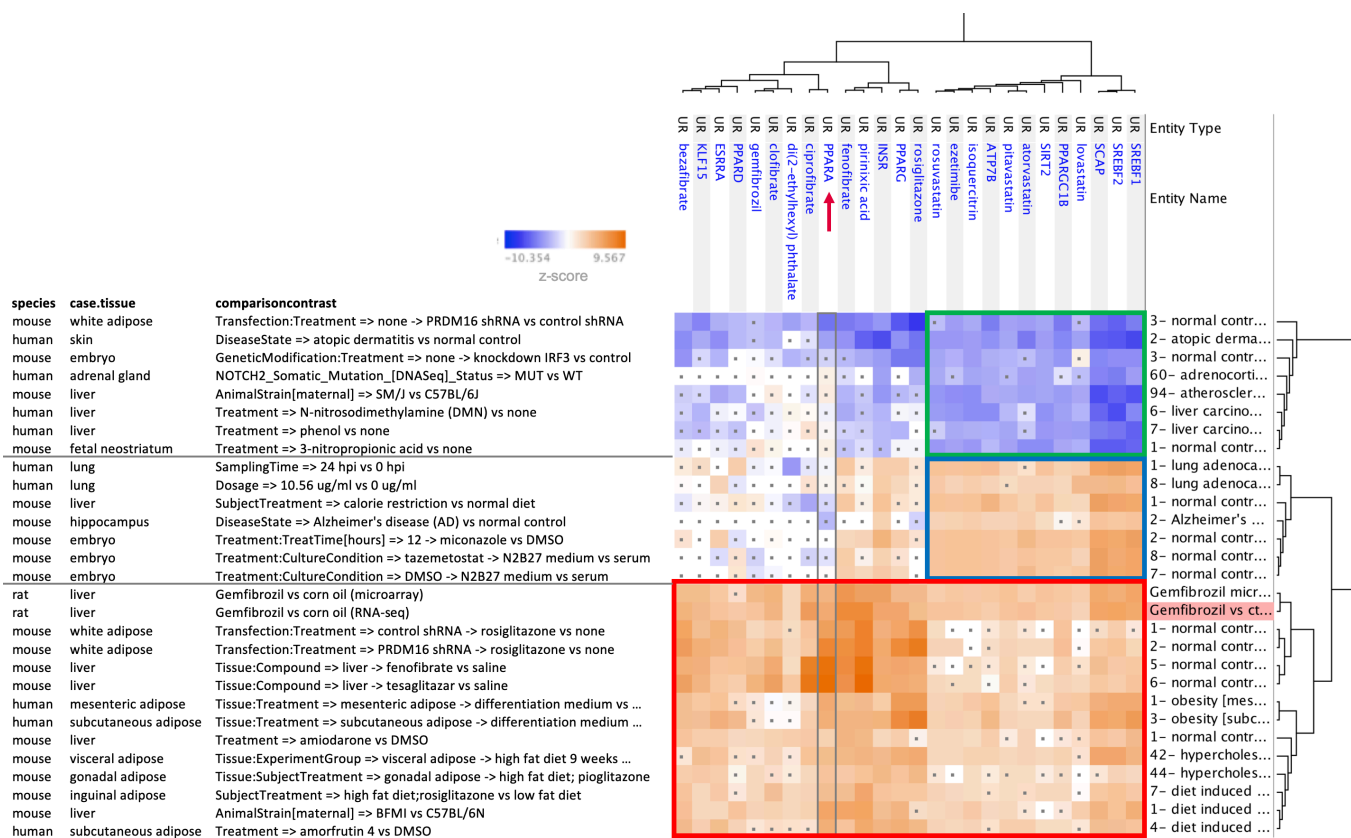 UR UR UR UR UR UR UR UR UR UR UR UR UR UR UR UR UR UR UR UR UR UR UR UR UR UR Entity Type
bezafibrate
KLF15
ESRRA
PPARD
gemfibrozil
clofibrate
di(2-ethylhexyl) phthalate
ciprofibrate
PPARA
fenofibrate
pirinixic acid
INSR
PPARG
rosiglitazone
rosuvastatin
ezetimibe
isoquercitrin
ATP7B
pitavastatin
atorvastatin
SIRT2
PPARGC1B
lovastatin
SCAP
SREBF2
SREBF1
Entity Name
-10.354 9.567
z-score
species case.tissue comparisoncontrast
mouse white adipose Transfection:Treatment => none -> PRDM16 shRNA vs control shRNA 3- normal contr...
human skin DiseaseState => atopic dermatitis vs normal control 2- atopic derma...
mouse embryo GeneticModification:Treatment => none -> knockdown IRF3 vs control 3- normal contr...
human adrenal gland NOTCH2_Somatic_Mutation_[DNASeq]_Status => MUT vs WT 60- adrenocorti...
mouse liver AnimalStrain[maternal] => SM/J vs C57BL/6J 94- atheroscler...
human liver Treatment => N-nitrosodimethylamine (DMN) vs none 6- liver carcino...
human liver Treatment => phenol vs none 7- liver carcino...
mouse fetal neostriatum Treatment => 3-nitropropionic acid vs none 1- normal contr...
human lung SamplingTime => 24 hpi vs 0 hpi 1- lung adenoca...
human lung Dosage => 10.56 ug/ml vs 0 ug/ml 8- lung adenoca...
mouse liver SubjectTreatment => calorie restriction vs normal diet 1- normal contr...
mouse hippocampus DiseaseState => Alzheimer's disease (AD) vs normal control 2- Alzheimer's ...
mouse embryo Treatment:TreatTime[hours] => 12 -> miconazole vs DMSO 2- normal contr...
mouse embryo Treatment:CultureCondition => tazemetostat -> N2B27 medium vs serum 8- normal contr...
mouse embryo Treatment:CultureCondition => DMSO -> N2B27 medium vs serum 7- normal contr...
rat liver Gemfibrozil vs corn oil (microarray) Gemfibrozil micr...
rat liver Gemfibrozil vs corn oil (RNA-seq) Gemfibrozil vs ct...
mouse white adipose Transfection:Treatment => control shRNA -> rosiglitazone vs none 1- normal contr...
mouse white adipose Transfection:Treatment => PRDM16 shRNA -> rosiglitazone vs none 2- normal contr...
mouse liver Tissue:Compound => liver -> fenofibrate vs saline 5- normal contr...
mouse liver Tissue:Compound => liver -> tesaglitazar vs saline 6- normal contr...
human mesenteric adipose Tissue:Treatment => mesenteric adipose -> differentiation medium vs ... 1- obesity [mes...
human subcutaneous adipose Tissue:Treatment => subcutaneous adipose -> differentiation medium ... 3- obesity [subc...
mouse liver Treatment => amiodarone vs DMSO 1- normal contr...
mouse visceral adipose Tissue:ExperimentGroup => visceral adipose -> high fat diet 9 weeks ... 42- hypercholes...
mouse gonadal adipose Tissue:SubjectTreatment => gonadal adipose -> high fat diet; pioglitazone 44- hypercholes...
mouse inguinal adipose SubjectTreatment => high fat diet;rosiglitazone vs low fat diet 7- diet induced ...
mouse liver AnimalStrain[maternal] => BFMI vs C57BL/6N 1- diet induced ...
human subcutaneous adipose Treatment => amorfrutin 4 vs DMSO 4- diet induced ...